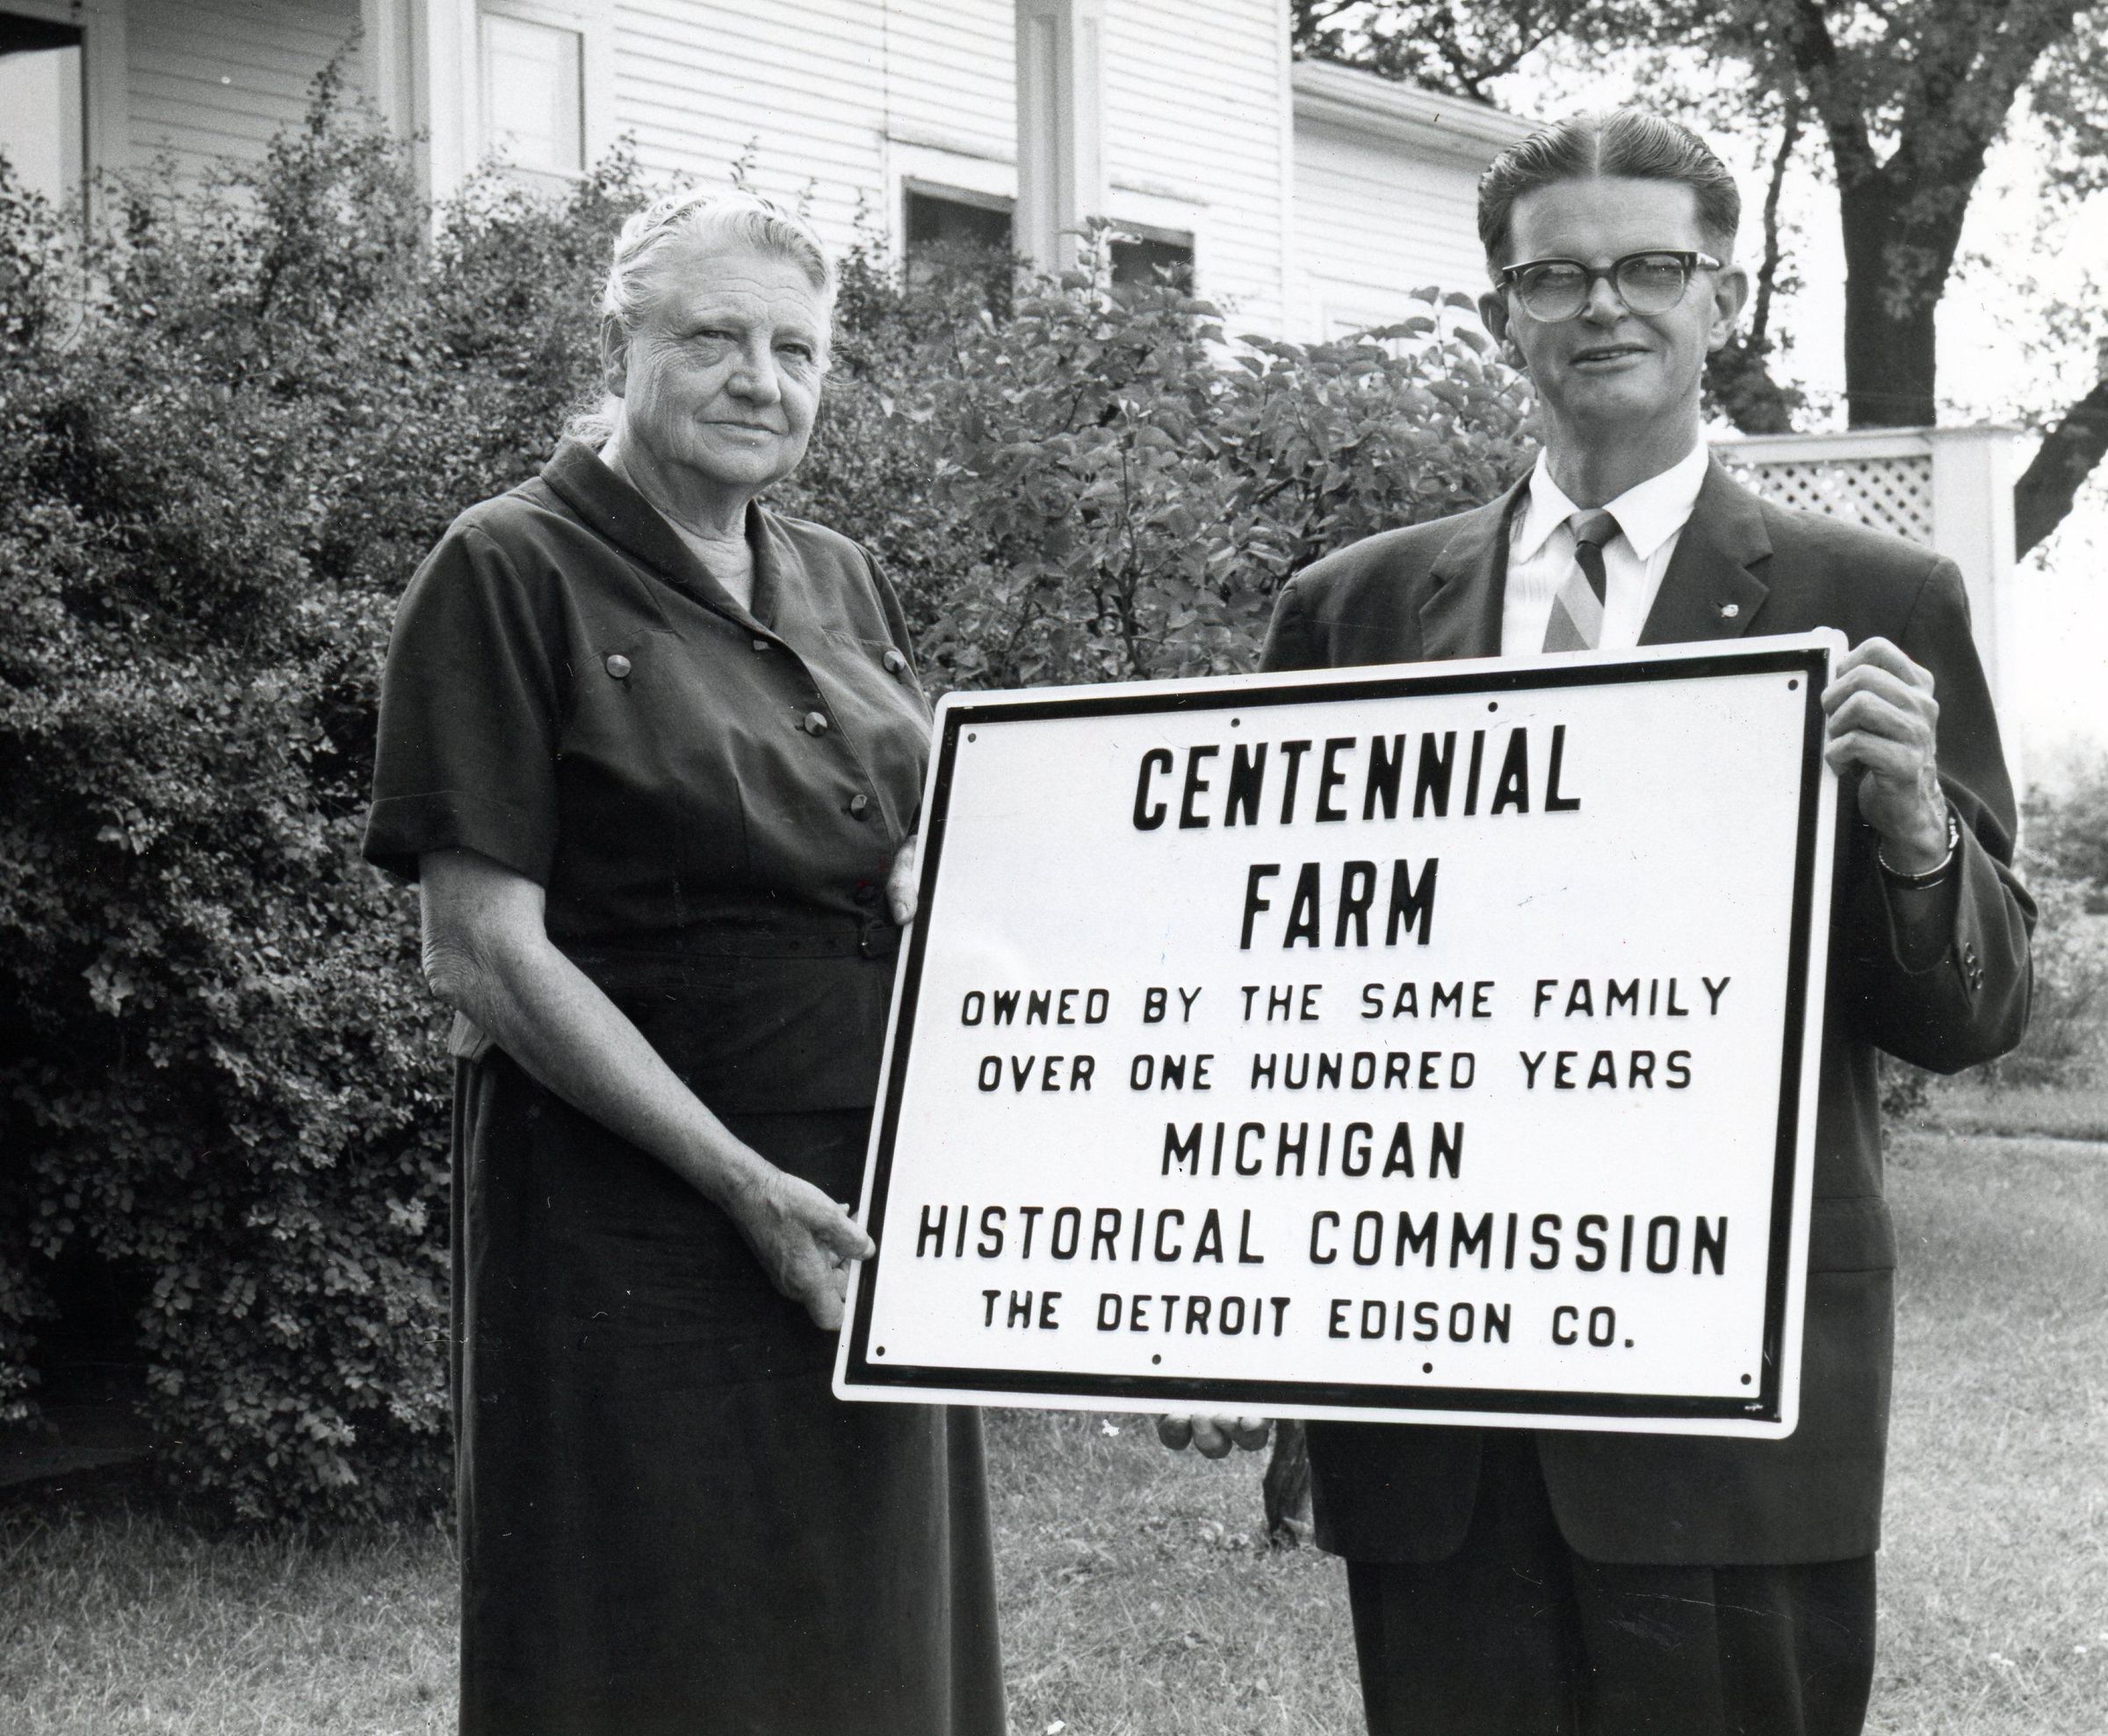 CENTENNIAL
FARM
OWNED BY THE SAME FAMILY
OVER ONE HUNDRED YEARS
MICHIGAN
HISTORICAL COMMISSION
THE DETROIT EDISON CO.